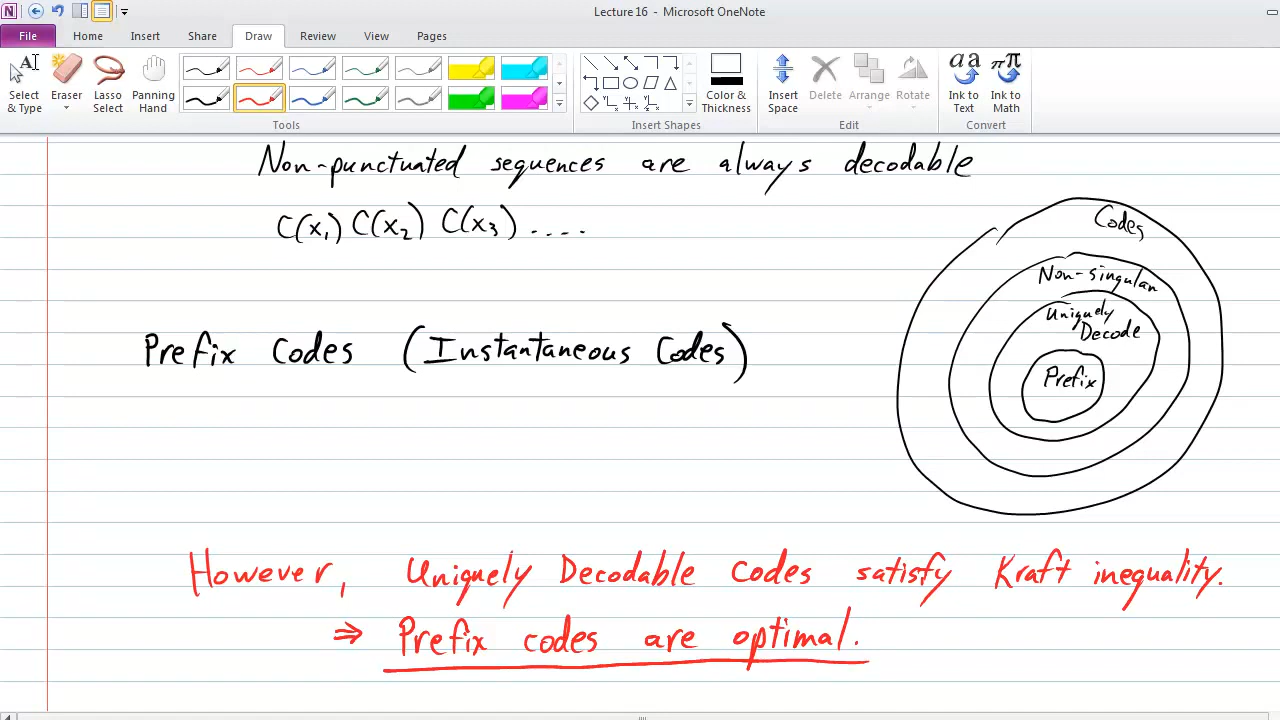 Lecture 16 - Microsoft OneNote
File Home Insert Share Draw Review View Pages
Select & Type Eraser Lasso Select Panning Hand Color & Thickness Insert Space Delete Arrange Rotate Ink to Text Ink to Math
Tools Insert Shapes Edit Convert
Non-punctuated sequences are always decodable
C(x₁) C(x₂) C(x₃) ....
Codes
Non-singular
Uniquely
Decode
Prefix
Prefix Codes (Instantaneous Codes)
However, Uniquely Decodable Codes satisfy Kraft inequality.
⇒ Prefix codes are optimal.